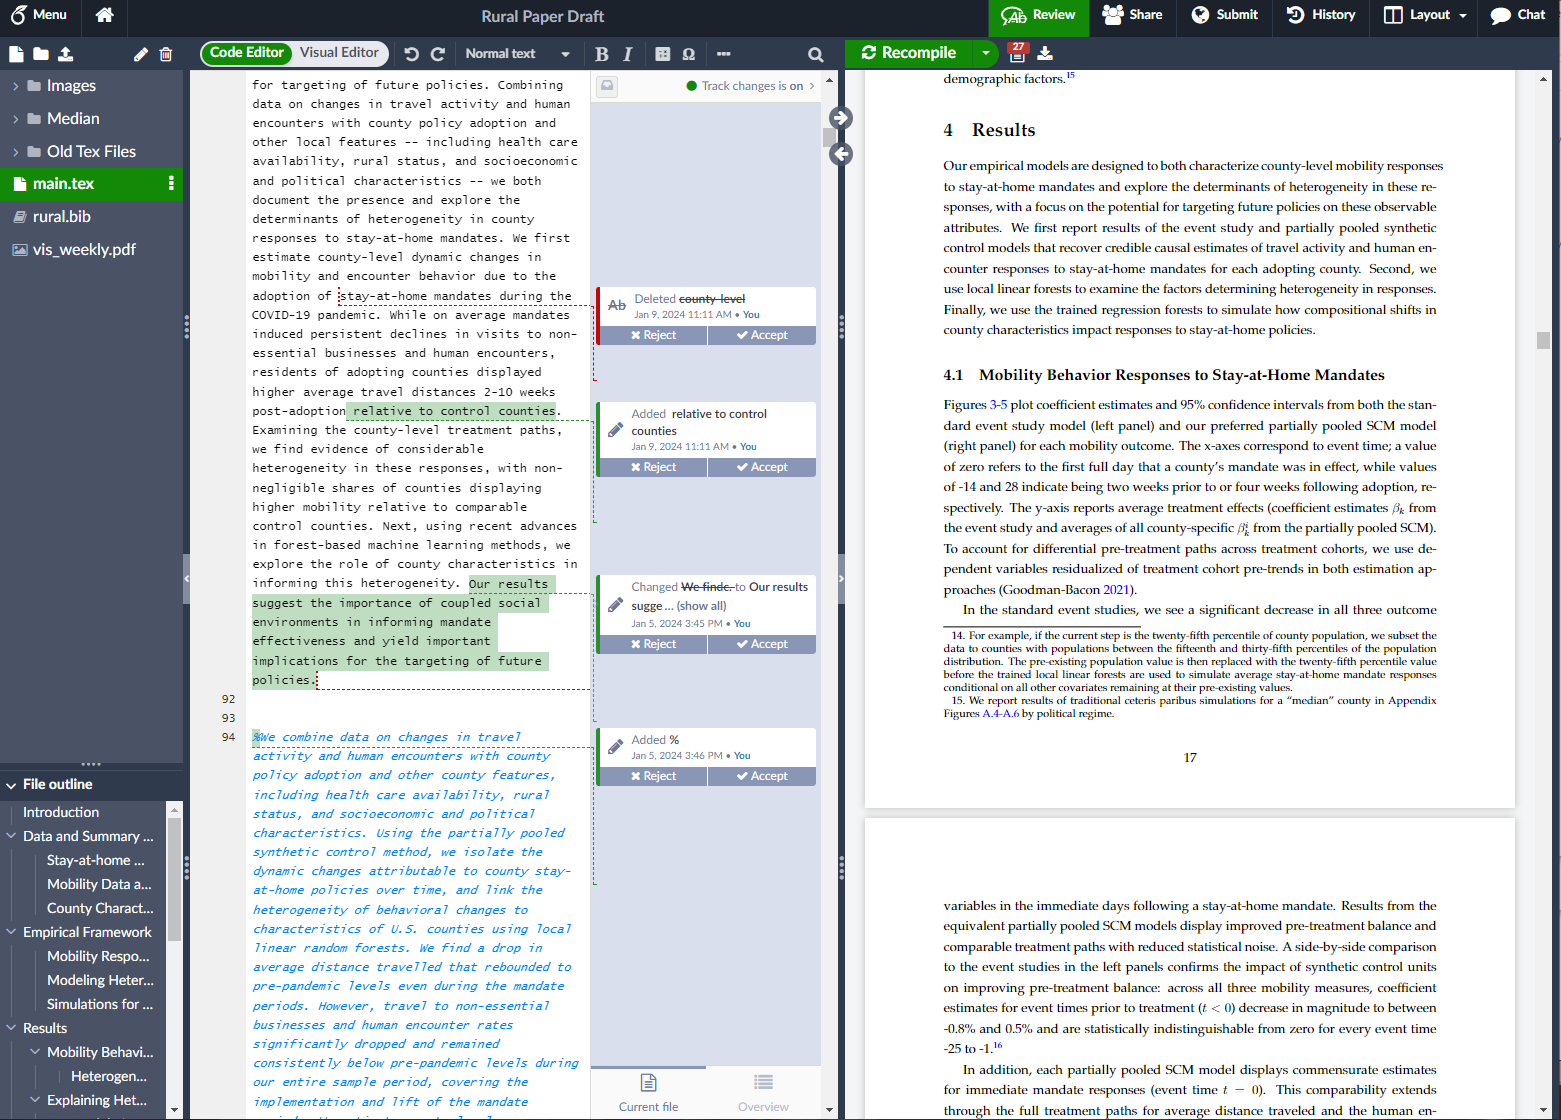 Menu
Rural Paper Draft
Review
Share
Submit
History
Layout
Chat
Code Editor
Visual Editor
Normal text
B
I
Ω
Recompile
27
Images
Median
Old Tex Files
main.tex
rural.bib
vis_weekly.pdf
File outline
Introduction
Data and Summary ...
Stay-at-home ...
Mobility Data a...
County Charact...
Empirical Framework
Mobility Respo...
Modeling Heter...
Simulations for ...
Results
Mobility Behavi...
Heterogen...
Explaining Het...
for targeting of future policies. Combining
data on changes in travel activity and human
encounters with county policy adoption and
other local features -- including health care
availability, rural status, and socioeconomic
and political characteristics -- we both
document the presence and explore the
determinants of heterogeneity in county
responses to stay-at-home mandates. We first
estimate county-level dynamic changes in
mobility and encounter behavior due to the
adoption of stay-at-home mandates during the
COVID-19 pandemic. While on average mandates
induced persistent declines in visits to non-
essential businesses and human encounters,
residents of adopting counties displayed
higher average travel distances 2-10 weeks
post-adoption relative to control counties.
Examining the county-level treatment paths,
we find evidence of considerable
heterogeneity in these responses, with non-
negligible shares of counties displaying
higher mobility relative to comparable
control counties. Next, using recent advances
in forest-based machine learning methods, we
explore the role of county characteristics in
informing this heterogeneity. Our results
suggest the importance of coupled social
environments in informing mandate
effectiveness and yield important
implications for the targeting of future
policies.
92
93
94 %We combine data on changes in travel
activity and human encounters with county
policy adoption and other county features,
including health care availability, rural
status, and socioeconomic and political
characteristics. Using the partially pooled
synthetic control method, we isolate the
dynamic changes attributable to county stay-
at-home policies over time, and link the
heterogeneity of behavioral changes to
characteristics of U.S. counties using local
linear random forests. We find a drop in
average distance travelled that rebounded to
pre-pandemic levels even during the mandate
periods. However, travel to non-essential
businesses and human encounter rates
significantly dropped and remained
consistently below pre-pandemic levels during
our entire sample period, covering the
implementation and lift of the mandate
Track changes is on
Ab Deleted county-level
Jan 9, 2024 11:11 AM • You
Reject Accept
Added relative to control
counties
Jan 9, 2024 11:11 AM • You
Reject Accept
Changed We findc. to Our results
sugge ... (show all)
Jan 5, 2024 3:45 PM • You
Reject Accept
Added %
Jan 5, 2024 3:46 PM • You
Reject Accept
Current file
Overview
demographic factors.15
4 Results
Our empirical models are designed to both characterize county-level mobility responses
to stay-at-home mandates and explore the determinants of heterogeneity in these re-
sponses, with a focus on the potential for targeting future policies on these observable
attributes. We first report results of the event study and partially pooled synthetic
control models that recover credible causal estimates of travel activity and human en-
counter responses to stay-at-home mandates for each adopting county. Second, we
use local linear forests to examine the factors determining heterogeneity in responses.
Finally, we use the trained regression forests to simulate how compositional shifts in
county characteristics impact responses to stay-at-home policies.
4.1 Mobility Behavior Responses to Stay-at-Home Mandates
Figures 3-5 plot coefficient estimates and 95% confidence intervals from both the stan-
dard event study model (left panel) and our preferred partially pooled SCM model
(right panel) for each mobility outcome. The x-axes correspond to event time; a value
of zero refers to the first full day that a county's mandate was in effect, while values
of -14 and 28 indicate being two weeks prior to or four weeks following adoption, re-
spectively. The y-axis reports average treatment effects (coefficient estimates βk from
the event study and averages of all county-specific βik from the partially pooled SCM).
To account for differential pre-treatment paths across treatment cohorts, we use de-
pendent variables residualized of treatment cohort pre-trends in both estimation ap-
proaches (Goodman-Bacon 2021).
In the standard event studies, we see a significant decrease in all three outcome
14. For example, if the current step is the twenty-fifth percentile of county population, we subset the
data to counties with populations between the fifteenth and thirty-fifth percentiles of the population
distribution. The pre-existing population value is then replaced with the twenty-fifth percentile value
before the trained local linear forests are used to simulate average stay-at-home mandate responses
conditional on all other covariates remaining at their pre-existing values.
15. We report results of traditional ceteris paribus simulations for a "median" county in Appendix
Figures A.4-A.6 by political regime.
17
variables in the immediate days following a stay-at-home mandate. Results from the
equivalent partially pooled SCM models display improved pre-treatment balance and
comparable treatment paths with reduced statistical noise. A side-by-side comparison
to the event studies in the left panels confirms the impact of synthetic control units
on improving pre-treatment balance: across all three mobility measures, coefficient
estimates for event times prior to treatment (t < 0) decrease in magnitude to between
-0.8% and 0.5% and are statistically indistinguishable from zero for every event time
-25 to -1.16
In addition, each partially pooled SCM model displays commensurate estimates
for immediate mandate responses (event time t = 0). This comparability extends
through the full treatment paths for average distance traveled and the human en-